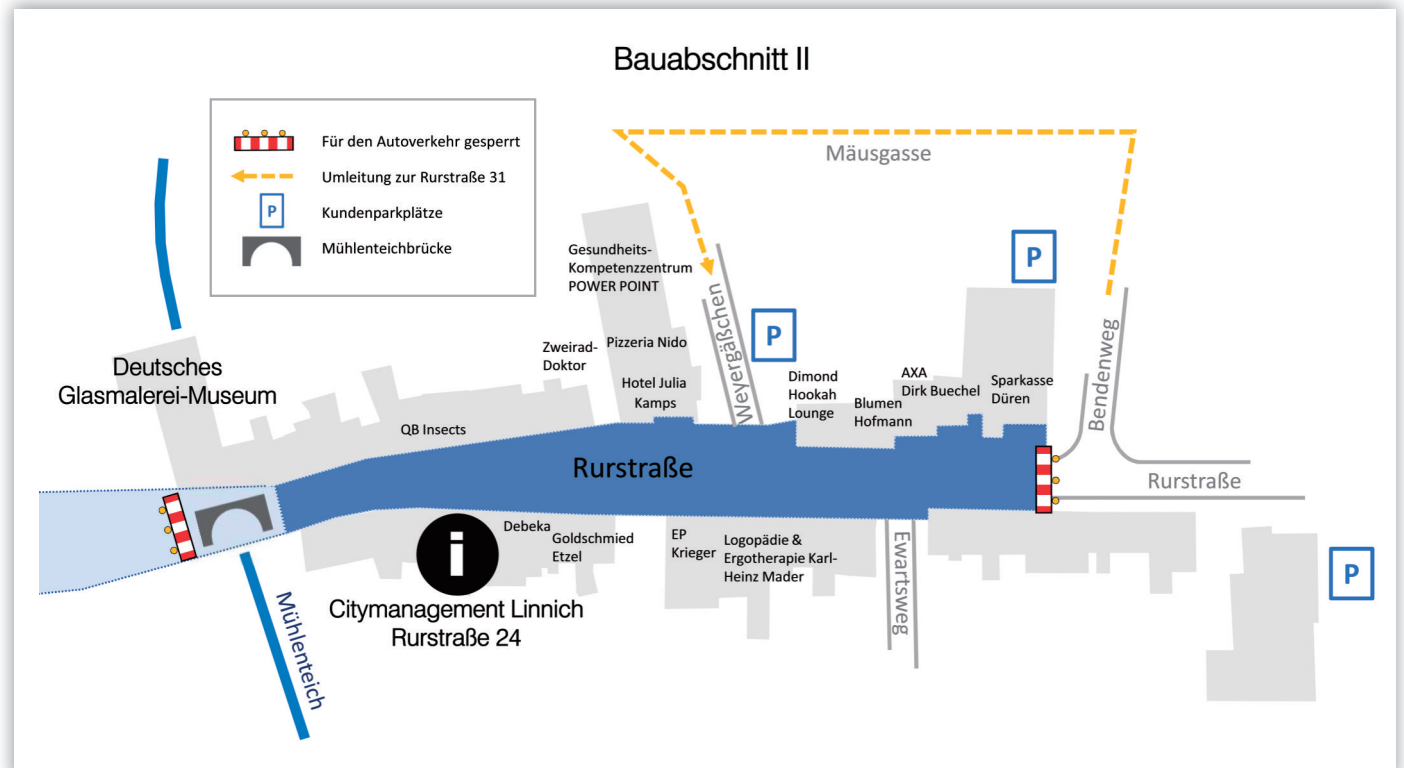 Bauabschnitt II
Für den Autoverkehr gesperrt
Umleitung zur Rurstraße 31
P
Kundenparkplätze
Mühlenteichbrücke
Mäusgasse
Gesundheits-
Kompetenzzentrum
POWER POINT
P
Weyergäßchen
P
Bendenweg
Deutsches
Glasmalerei-Museum
Zweirad-
Doktor
Pizzeria Nido
Hotel Julia
Kamps
Dimond
Hookah
Lounge
Blumen
Hofmann
AXA
Dirk Buechel
Sparkasse
Düren
QB Insects
Rurstraße
Rurstraße
i
Debeka
Goldschmied
Etzel
EP
Krieger
Logopädie &
Ergotherapie Karl-
Heinz Mader
Ewartsweg
P
Citymanagement Linnich
Rurstraße 24
Mühlenteich